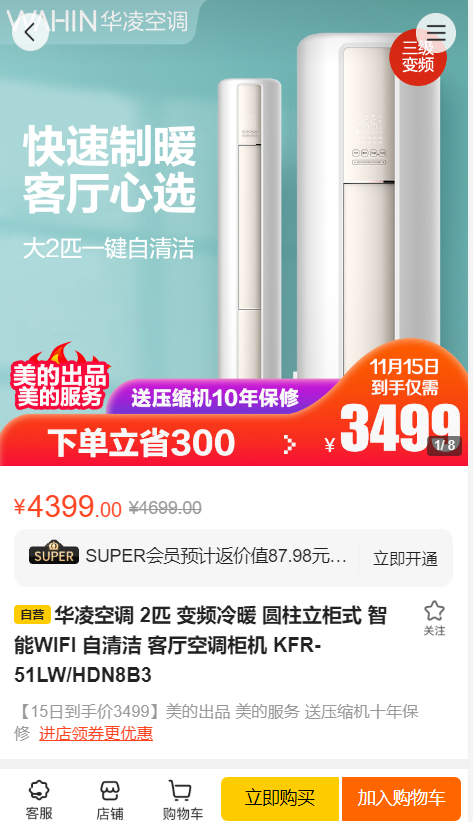 WAHIN华凌空调
三级
变频
快速制暖
客厅心选
大2匹一键自清洁
美的出品
美的服务
送压缩机10年保修
11月15日
到手仅需
下单立省300
¥3499
1/ 8
¥4399.00 ¥4699.00
SUPER SUPER会员预计返价值87.98元… 立即开通
自营 华凌空调 2匹 变频冷暖 圆柱立柜式 智
能WIFI 自清洁 客厅空调柜机 KFR-
51LW/HDN8B3
关注
【15日到手价3499】美的出品 美的服务 送压缩机十年保
修 进店领券更优惠
客服 店铺 购物车 立即购买 加入购物车